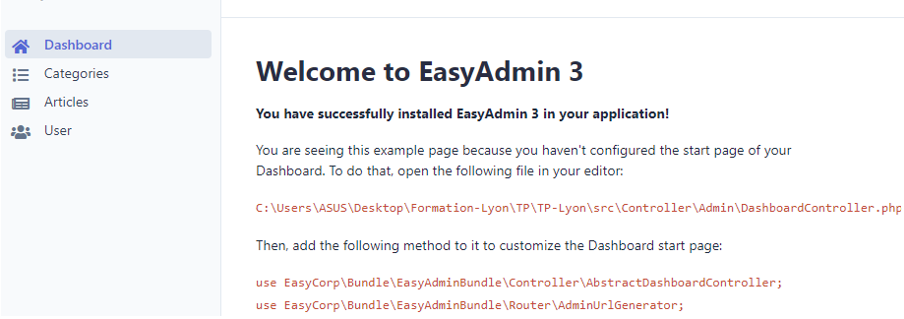 Dashboard
Categories
Articles
User
Welcome to EasyAdmin 3
You have successfully installed EasyAdmin 3 in your application!
You are seeing this example page because you haven't configured the start page of your
Dashboard. To do that, open the following file in your editor:
C:\Users\ASUS\Desktop\Formation-Lyon\TP\TP-Lyon\src\Controller\Admin\DashboardController.php
Then, add the following method to it to customize the Dashboard start page:
use EasyCorp\Bundle\EasyAdminBundle\Controller\AbstractDashboardController;
use EasyCorp\Bundle\EasyAdminBundle\Router\AdminUrlGenerator;